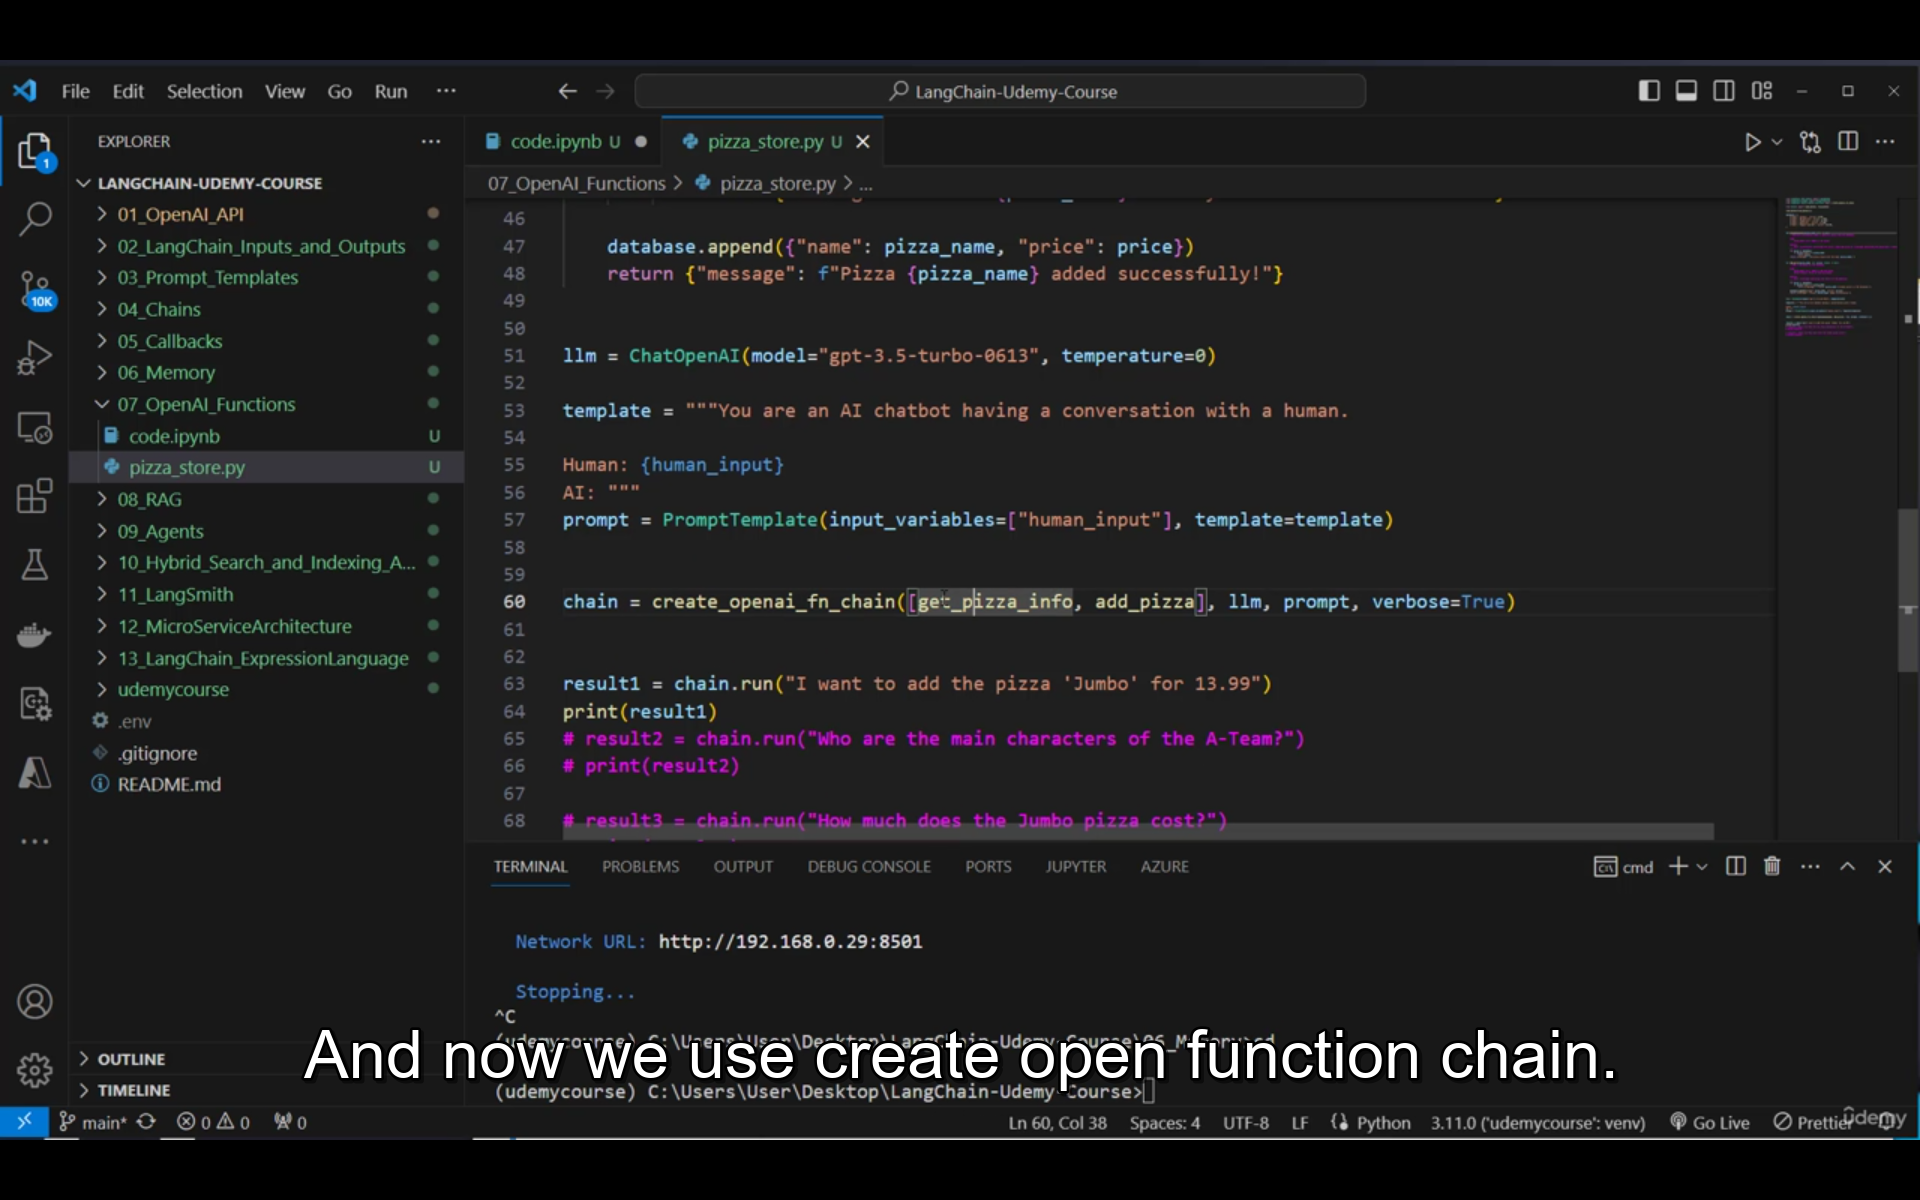 File Edit Selection View Go Run ··· LangChain-Udemy-Course
EXPLORER ···
code.ipynb U
pizza_store.py U
07_OpenAI_Functions > pizza_store.py > ...
LANGCHAIN-UDEMY-COURSE
01_OpenAI_API
02_LangChain_Inputs_and_Outputs
03_Prompt_Templates
04_Chains
05_Callbacks
06_Memory
07_OpenAI_Functions
code.ipynb U
pizza_store.py U
08_RAG
09_Agents
10_Hybrid_Search_and_Indexing_A...
11_LangSmith
12_MicroServiceArchitecture
13_LangChain_ExpressionLanguage
udemycourse
.env
.gitignore
README.md
OUTLINE
TIMELINE
1
10K
46
47 database.append({"name": pizza_name, "price": price})
48 return {"message": f"Pizza {pizza_name} added successfully!"}
49
50
51 llm = ChatOpenAI(model="gpt-3.5-turbo-0613", temperature=0)
52
53 template = """You are an AI chatbot having a conversation with a human.
54
55 Human: {human_input}
56 AI: """
57 prompt = PromptTemplate(input_variables=["human_input"], template=template)
58
59
60 chain = create_openai_fn_chain([get_pizza_info, add_pizza], llm, prompt, verbose=True)
61
62
63 result1 = chain.run("I want to add the pizza 'Jumbo' for 13.99")
64 print(result1)
65 # result2 = chain.run("Who are the main characters of the A-Team?")
66 # print(result2)
67
68 # result3 = chain.run("How much does the Jumbo pizza cost?")
TERMINAL PROBLEMS OUTPUT DEBUG CONSOLE PORTS JUPYTER AZURE cmd
Network URL: http://192.168.0.29:8501
Stopping...
^C
(udemycourse) C:\Users\User\Desktop\LangChain-Udemy-Course\06_Memory>cd
(udemycourse) C:\Users\User\Desktop\LangChain-Udemy-Course>
And now we use create open function chain.
main* 0 0 0 Ln 60, Col 38 Spaces: 4 UTF-8 LF Python 3.11.0 ('udemycourse': venv) Go Live Prettier
udemy